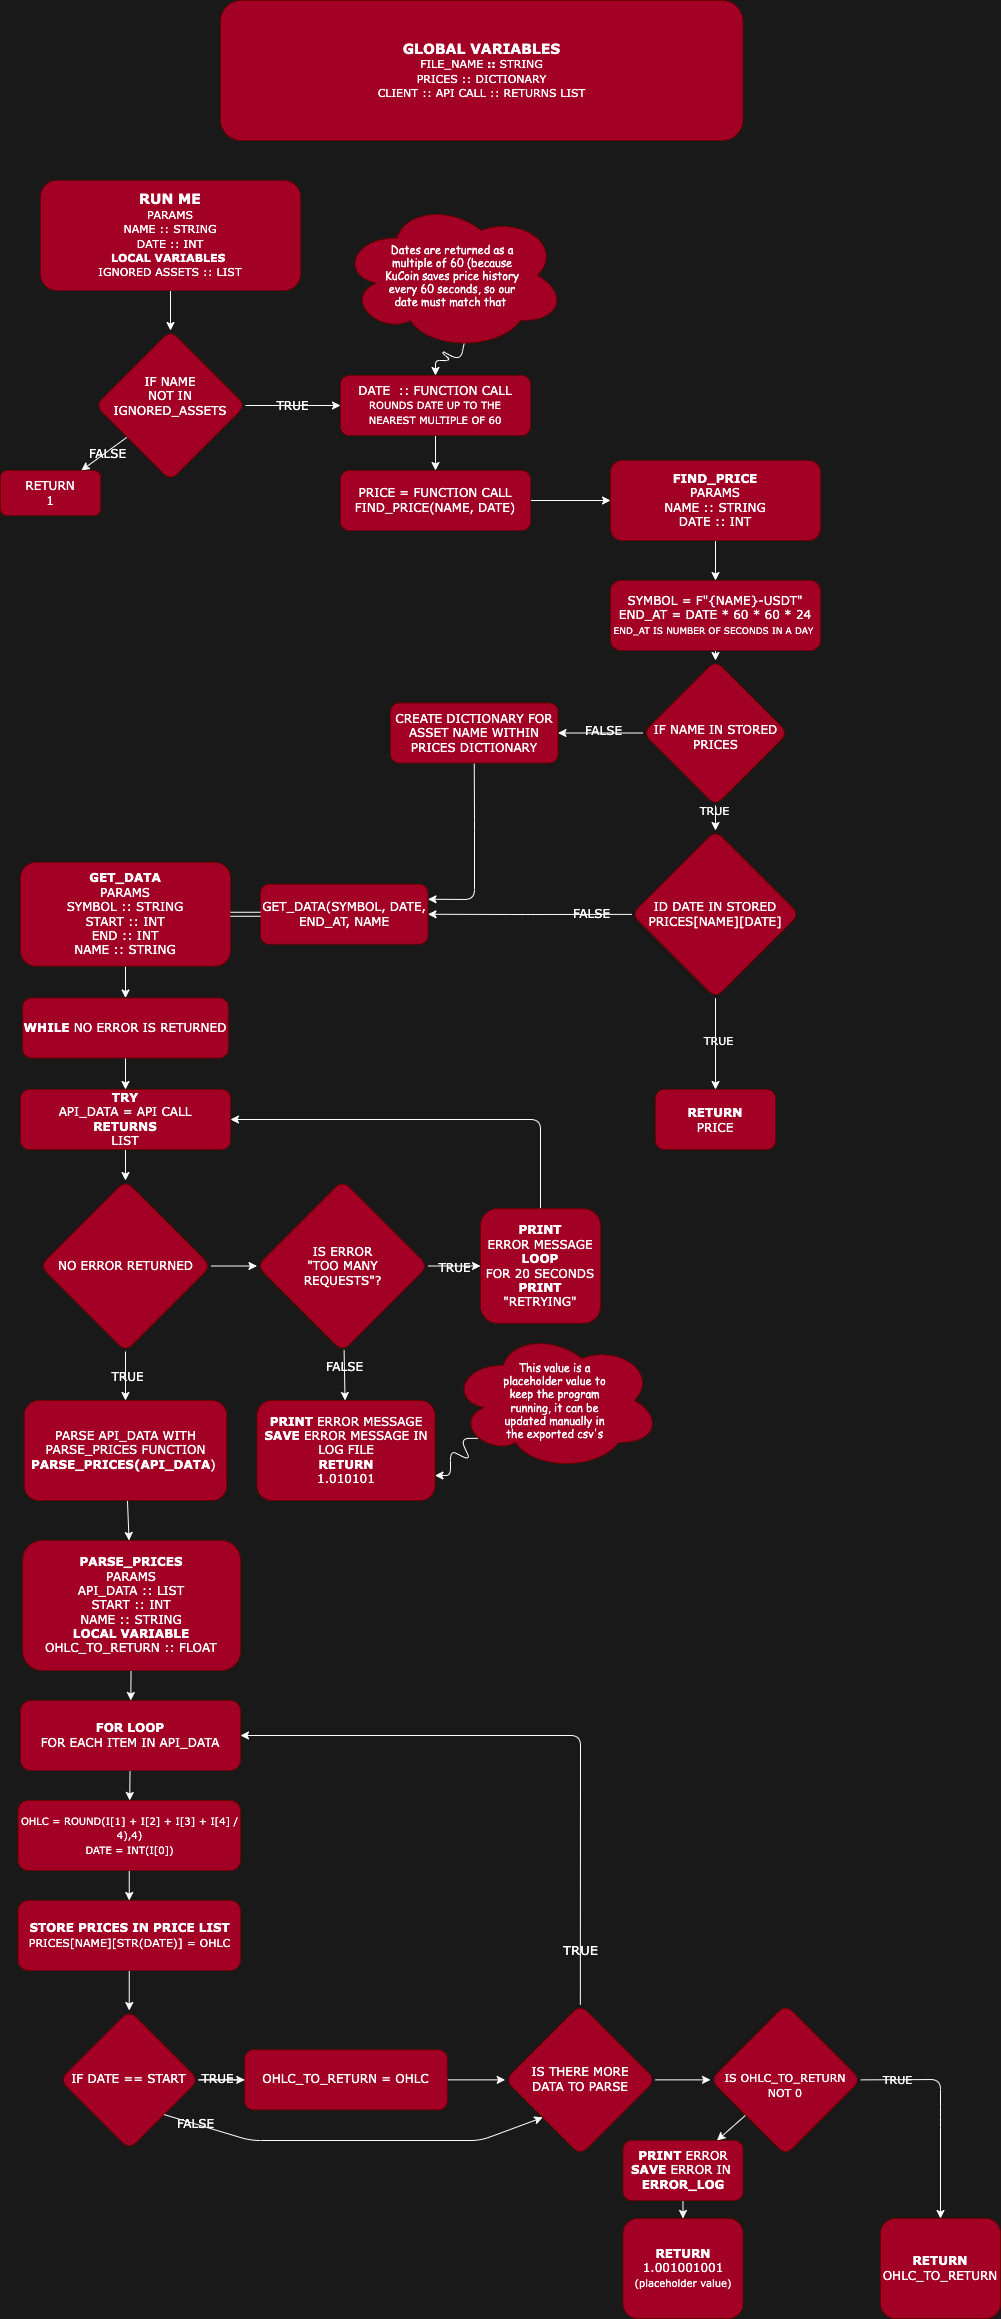 GLOBAL VARIABLES
FILE_NAME :: STRING
PRICES :: DICTIONARY
CLIENT :: API CALL :: RETURNS LIST
RUN ME
PARAMS
NAME :: STRING
DATE :: INT
LOCAL VARIABLES
IGNORED ASSETS :: LIST
Dates are returned as a
multiple of 60 (because
KuCoin saves price history
every 60 seconds, so our
date must match that
IF NAME
NOT IN
IGNORED_ASSETS
TRUE
FALSE
RETURN
1
DATE :: FUNCTION CALL
ROUNDS DATE UP TO THE
NEAREST MULTIPLE OF 60
PRICE = FUNCTION CALL
FIND_PRICE(NAME, DATE)
FIND_PRICE
PARAMS
NAME :: STRING
DATE :: INT
SYMBOL = F"{NAME}-USDT"
END_AT = DATE * 60 * 60 * 24
END_AT IS NUMBER OF SECONDS IN A DAY
IF NAME IN STORED
PRICES
FALSE
CREATE DICTIONARY FOR
ASSET NAME WITHIN
PRICES DICTIONARY
TRUE
ID DATE IN STORED
PRICES[NAME][DATE]
FALSE
GET_DATA(SYMBOL, DATE,
END_AT, NAME
TRUE
RETURN
PRICE
GET_DATA
PARAMS
SYMBOL :: STRING
START :: INT
END :: INT
NAME :: STRING
WHILE NO ERROR IS RETURNED
TRY
API_DATA = API CALL
RETURNS
LIST
NO ERROR RETURNED
IS ERROR
"TOO MANY
REQUESTS"?
TRUE
PRINT
ERROR MESSAGE
LOOP
FOR 20 SECONDS
PRINT
"RETRYING"
TRUE
FALSE
This value is a
placeholder value to
keep the program
running, it can be
updated manually in
the exported csv's
PRINT ERROR MESSAGE
SAVE ERROR MESSAGE IN
LOG FILE
RETURN
1.010101
PARSE API_DATA WITH
PARSE_PRICES FUNCTION
PARSE_PRICES(API_DATA)
PARSE_PRICES
PARAMS
API_DATA :: LIST
START :: INT
NAME :: STRING
LOCAL VARIABLE
OHLC_TO_RETURN :: FLOAT
FOR LOOP
FOR EACH ITEM IN API_DATA
OHLC = ROUND(I[1] + I[2] + I[3] + I[4] /
4),4)
DATE = INT(I[0])
STORE PRICES IN PRICE LIST
PRICES[NAME][STR(DATE)] = OHLC
TRUE
IF DATE == START
TRUE
OHLC_TO_RETURN = OHLC
FALSE
IS THERE MORE
DATA TO PARSE
IS OHLC_TO_RETURN
NOT 0
TRUE
PRINT ERROR
SAVE ERROR IN
ERROR_LOG
RETURN
1.001001001
(placeholder value)
RETURN
OHLC_TO_RETURN